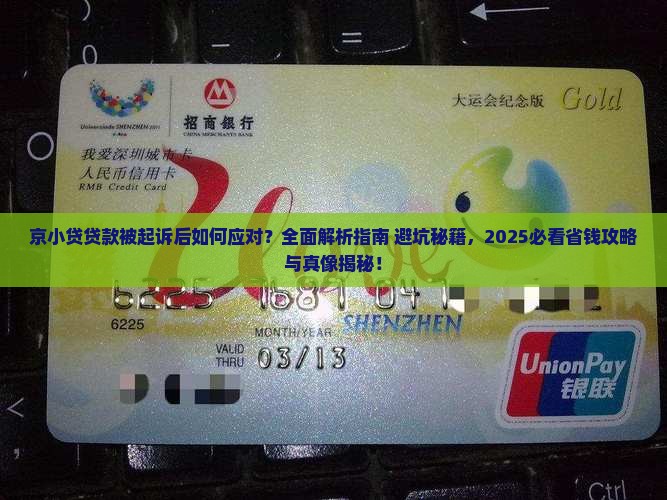 Universiade SHENZHEN 2011
招商银行
CHINA MERCHANTS BANK
大运会纪念版 Gold
我爱深圳城市卡
人民币信用卡
RMB Credit Card
京小贷贷款被起诉后如何应对？全面解析指南 避坑秘籍，2025必看省钱攻略
与真像揭秘！
6225
6225
SHENZHEN
MONTH/YEAR
VALID
THRU
03/13
UnionPay
银联
Ctrl